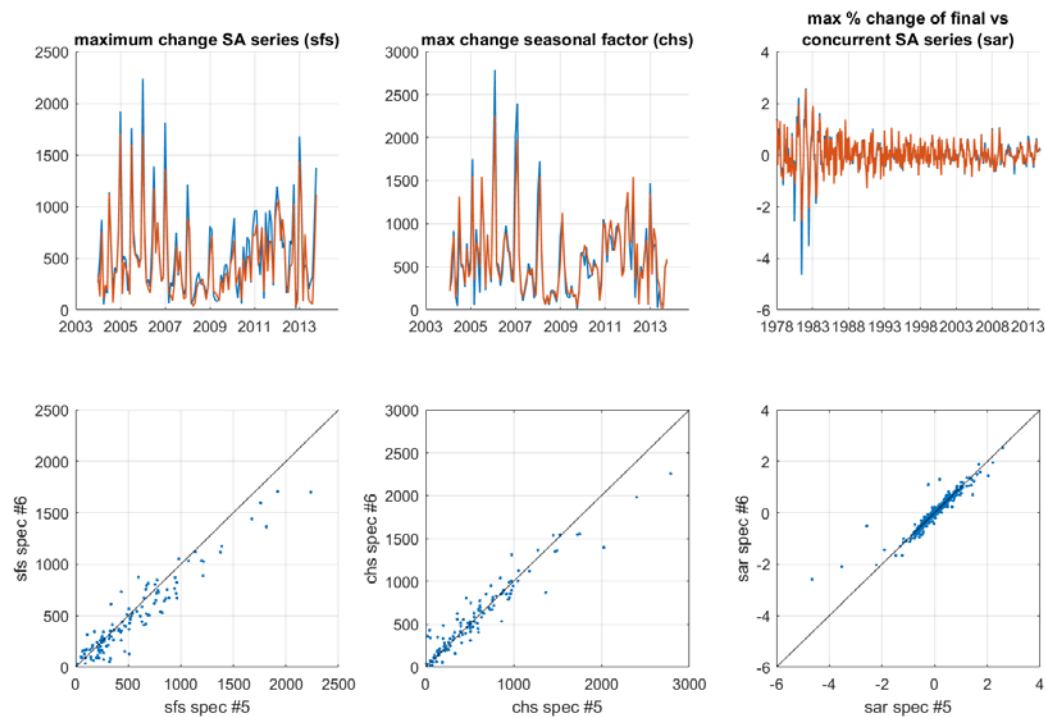 maximum change SA series (sfs)
2500
2000
1500
1000
500
0
2003 2005 2007 2009 2011 2013
max change seasonal factor (chs)
3000
2500
2000
1500
1000
500
0
2003 2005 2007 2009 2011 2013
max % change of final vs
concurrent SA series (sar)
4
2
0
-2
-4
-6
1978 1983 1988 1993 1998 2003 2008 2013
2500
2000
1500
1000
500
0
sfs spec #6
0 500 1000 1500 2000 2500
sfs spec #5
3000
2500
2000
1500
1000
500
0
chs spec #6
0 1000 2000 3000
chs spec #5
4
2
0
-2
-4
-6
sar spec #6
-6 -4 -2 0 2 4
sar spec #5